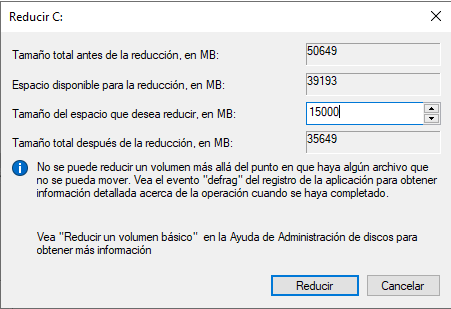 Reducir C:
Tamaño total antes de la reducción, en MB: 50649
Espacio disponible para la reducción, en MB: 39193
Tamaño del espacio que desea reducir, en MB: 15000
Tamaño total después de la reducción, en MB: 35649
No se puede reducir un volumen más allá del punto en que haya algún archivo que
no se pueda mover. Vea el evento "defrag" del registro de la aplicación para obtener
información detallada acerca de la operación cuando se haya completado.
Vea "Reducir un volumen básico" en la Ayuda de Administración de discos para
obtener más información
Reducir Cancelar